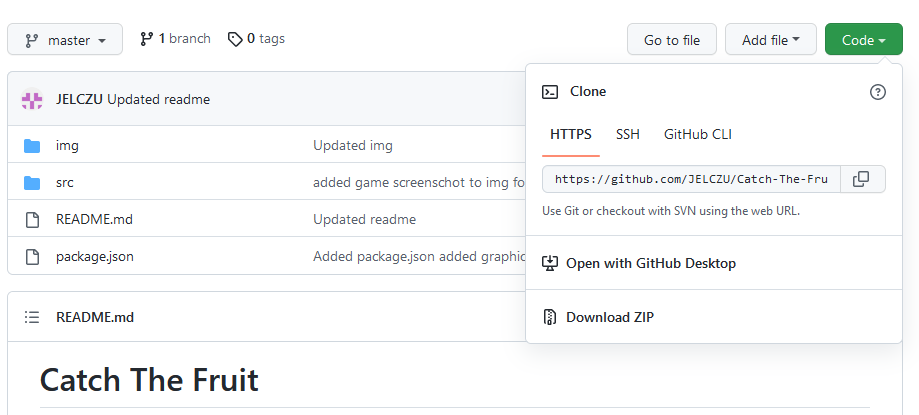 master 1 branch 0 tags Go to file Add file Code
JELCZU Updated readme
img Updated img
src added game screenschot to img fo
README.md Updated readme
package.json Added package.json added graphic
Clone
HTTPS SSH GitHub CLI
https://github.com/JELCZU/Catch-The-Fru
Use Git or checkout with SVN using the web URL.
Open with GitHub Desktop
Download ZIP
README.md
Catch The Fruit